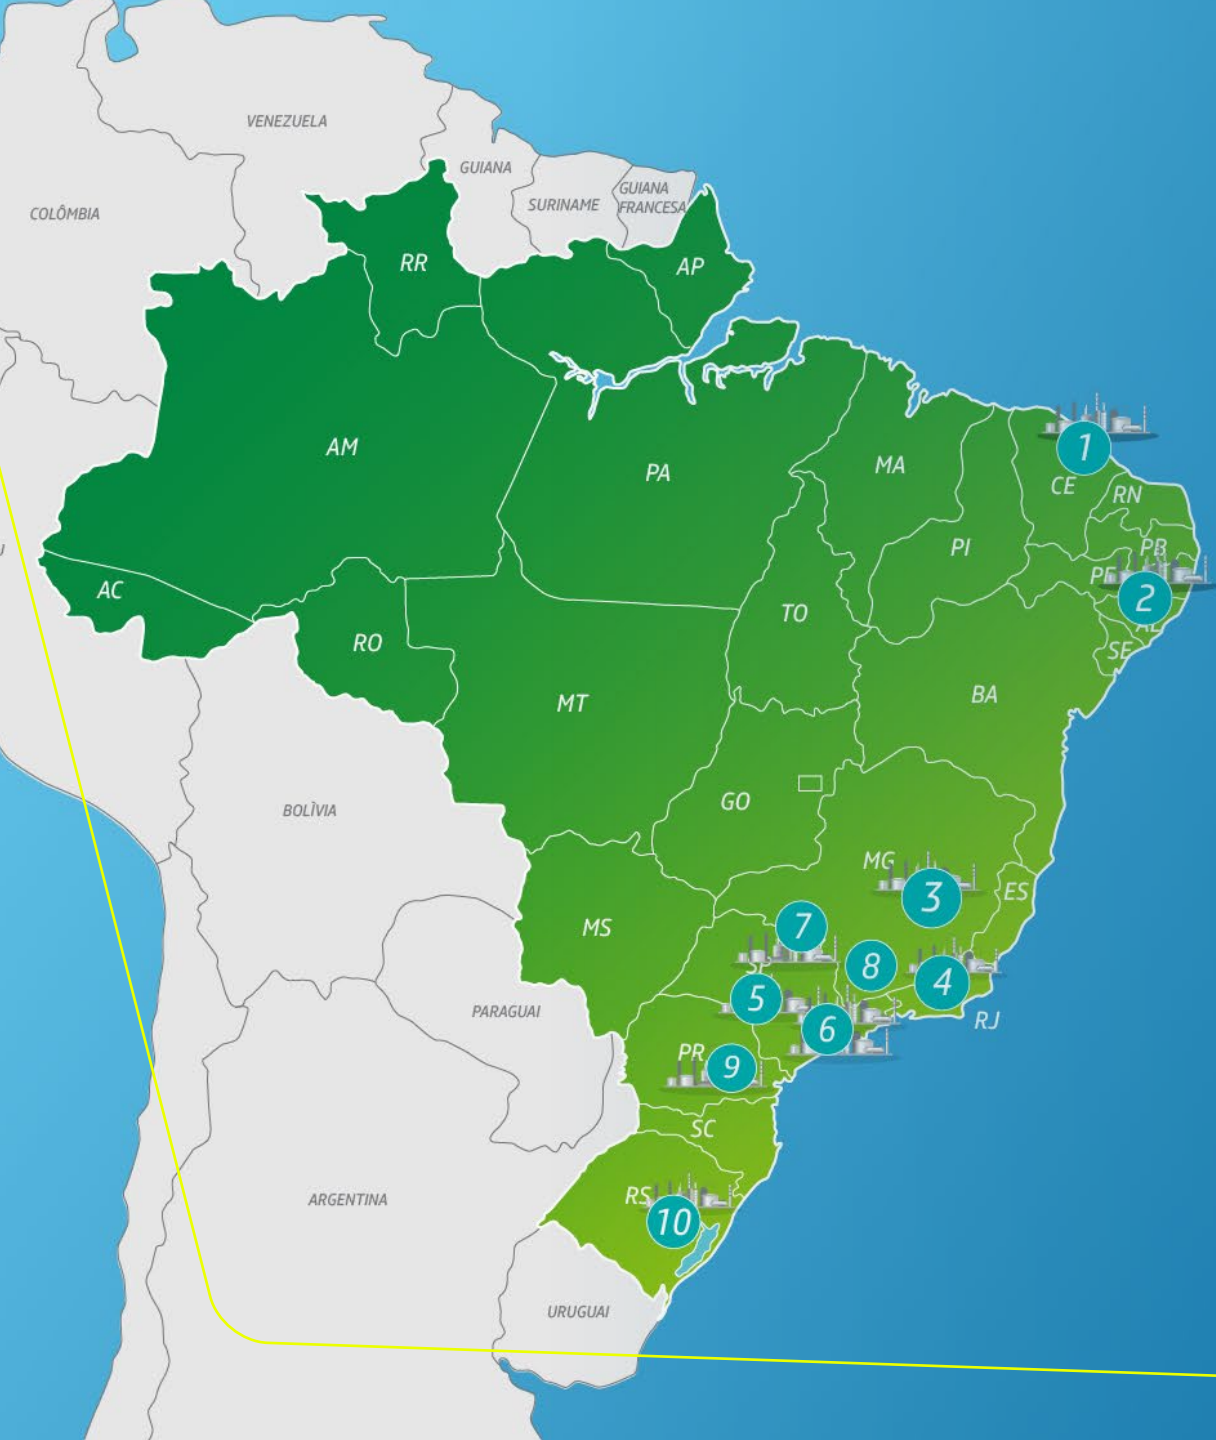 VENEZUELA
GUIANA
COLÔMBIA
SURINAME
GUIANA
FRANCESA
RR
AP
AM
PA
MA
1
CE
RN
PI
PB
AC
TO
2
RO
SE
MT
BA
BOLÌVIA
GO
MG
ES
3
MS
7
8
4
5
PARAGUAI
RJ
6
PR
9
SC
ARGENTINA
RS
10
URUGUAI